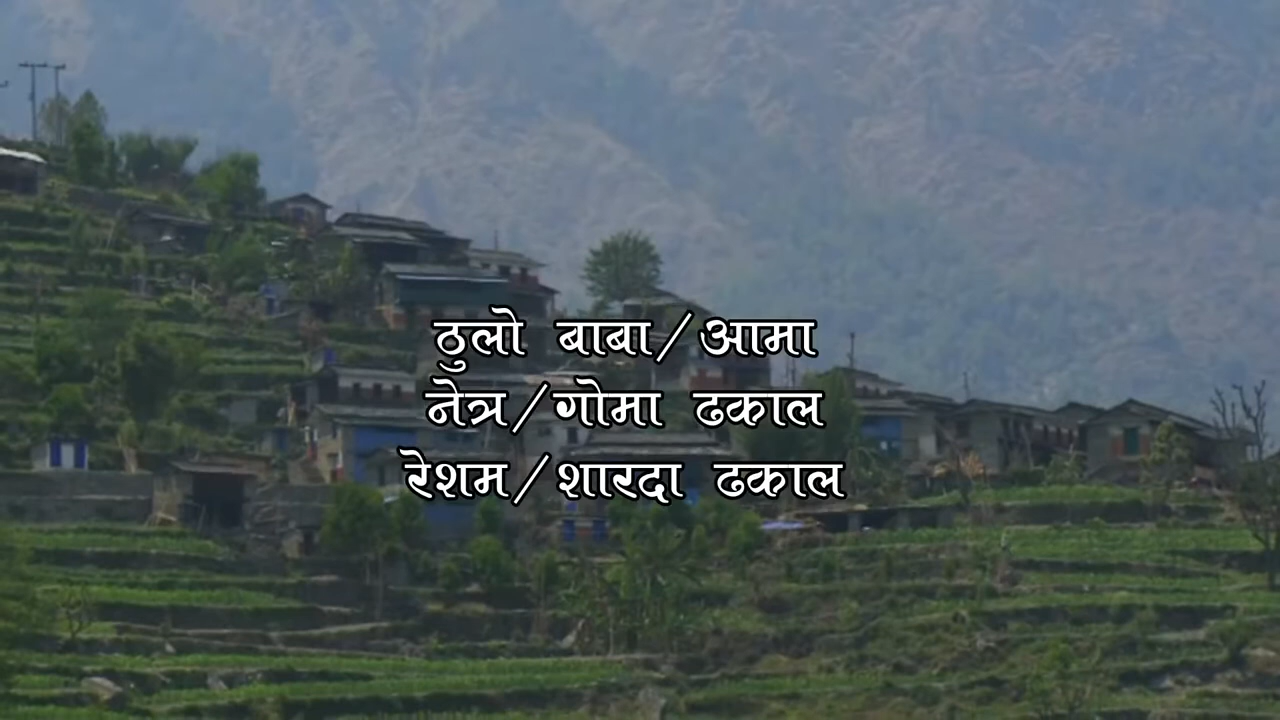 ठुलो बाबा/आमा
नेत्र/गोमा ढकाल
रेशम/शारदा ढकाल